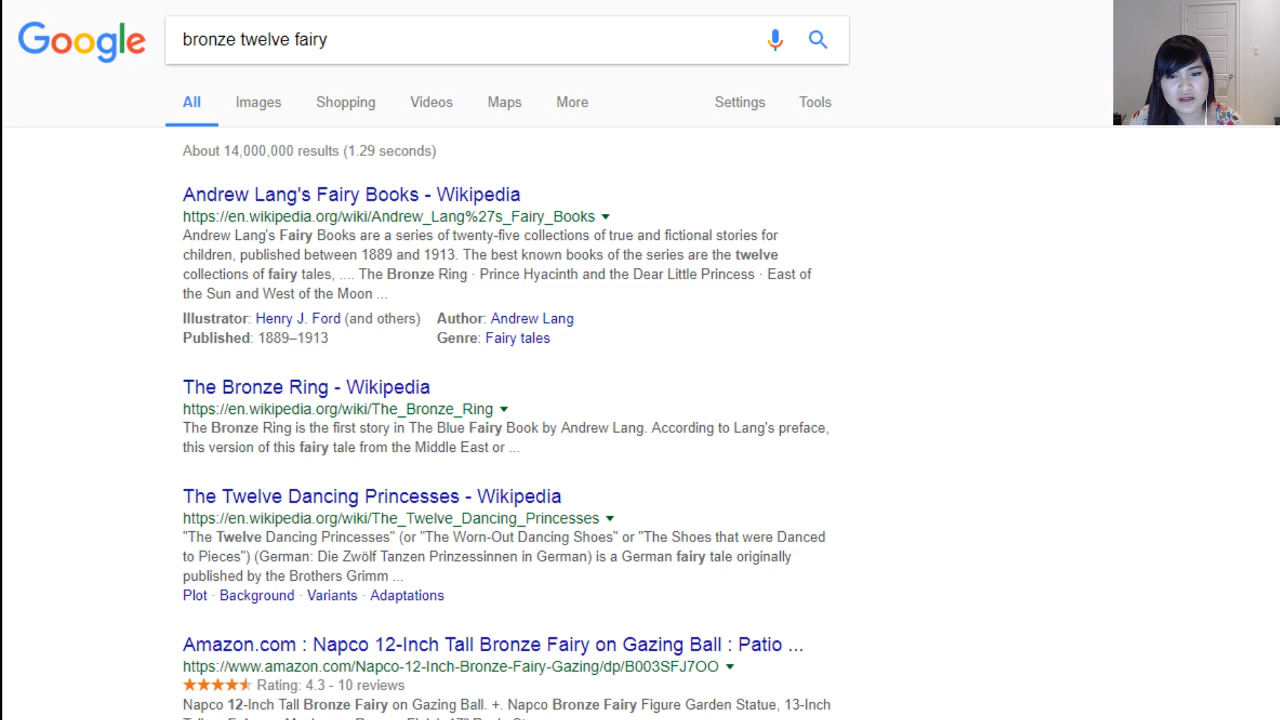 Google
bronze twelve fairy
All Images Shopping Videos Maps More Settings Tools
About 14,000,000 results (1.29 seconds)
Andrew Lang's Fairy Books - Wikipedia
https://en.wikipedia.org/wiki/Andrew_Lang%27s_Fairy_Books
Andrew Lang's Fairy Books are a series of twenty-five collections of true and fictional stories for
children, published between 1889 and 1913. The best known books of the series are the twelve
collections of fairy tales, .... The Bronze Ring · Prince Hyacinth and the Dear Little Princess · East of
the Sun and West of the Moon ...
Illustrator: Henry J. Ford (and others) Author: Andrew Lang
Published: 1889–1913 Genre: Fairy tales
The Bronze Ring - Wikipedia
https://en.wikipedia.org/wiki/The_Bronze_Ring
The Bronze Ring is the first story in The Blue Fairy Book by Andrew Lang. According to Lang's preface,
this version of this fairy tale from the Middle East or ...
The Twelve Dancing Princesses - Wikipedia
https://en.wikipedia.org/wiki/The_Twelve_Dancing_Princesses
"The Twelve Dancing Princesses" (or "The Worn-Out Dancing Shoes" or "The Shoes that were Danced
to Pieces") (German: Die Zwölf Tanzen Prinzessinnen in German) is a German fairy tale originally
published by the Brothers Grimm ...
Plot · Background · Variants · Adaptations
Amazon.com : Napco 12-Inch Tall Bronze Fairy on Gazing Ball : Patio ...
https://www.amazon.com/Napco-12-Inch-Bronze-Fairy-Gazing/dp/B003SFJ7OO
Rating: 4.3 - 10 reviews
Napco 12-Inch Tall Bronze Fairy on Gazing Ball. +. Napco Bronze Fairy Figure Garden Statue, 13-Inch